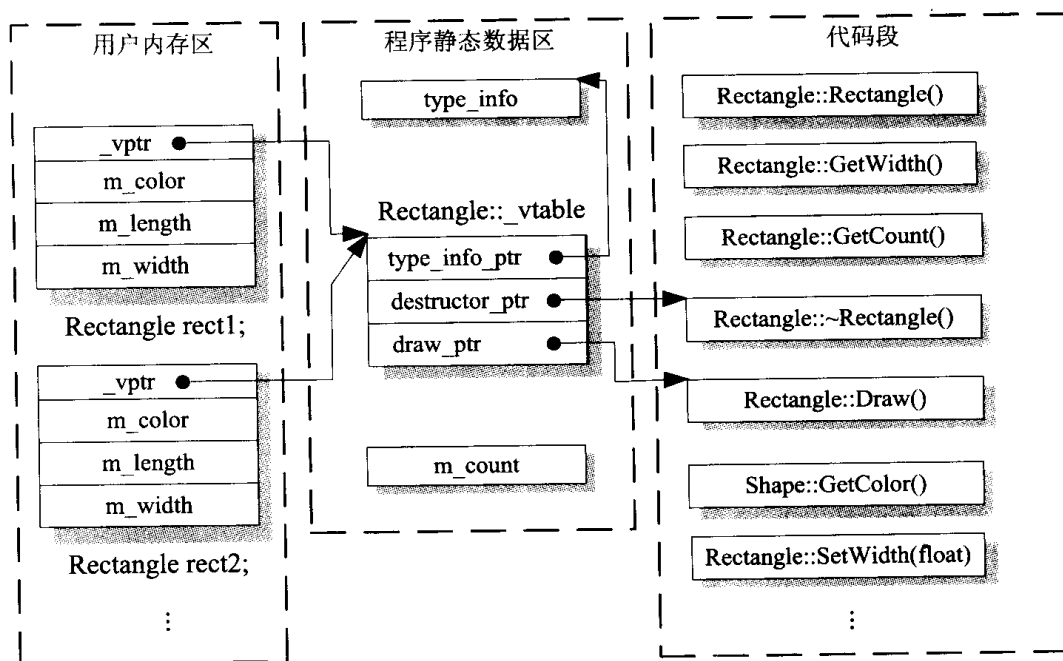 用户内存区
_vptr
m_color
m_length
m_width
Rectangle rect1;
_vptr
m_color
m_length
m_width
Rectangle rect2;
⋮
程序静态数据区
type_info
Rectangle::_vtable
type_info_ptr
destructor_ptr
draw_ptr
m_count
代码段
Rectangle::Rectangle()
Rectangle::GetWidth()
Rectangle::GetCount()
Rectangle::~Rectangle()
Rectangle::Draw()
Shape::GetColor()
Rectangle::SetWidth(float)
⋮